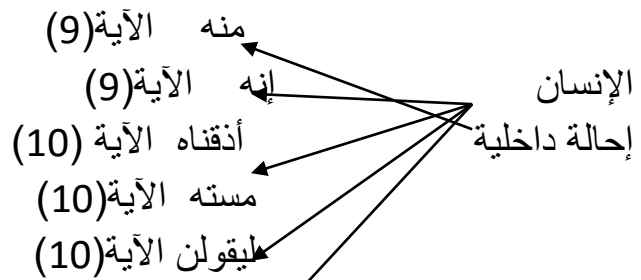 منه الآية(9)
الإنسان إنه الآية(9)
إحالة داخلية أذقناه الآية (10)
مسته الآية(10)
ليقولن الآية(10)